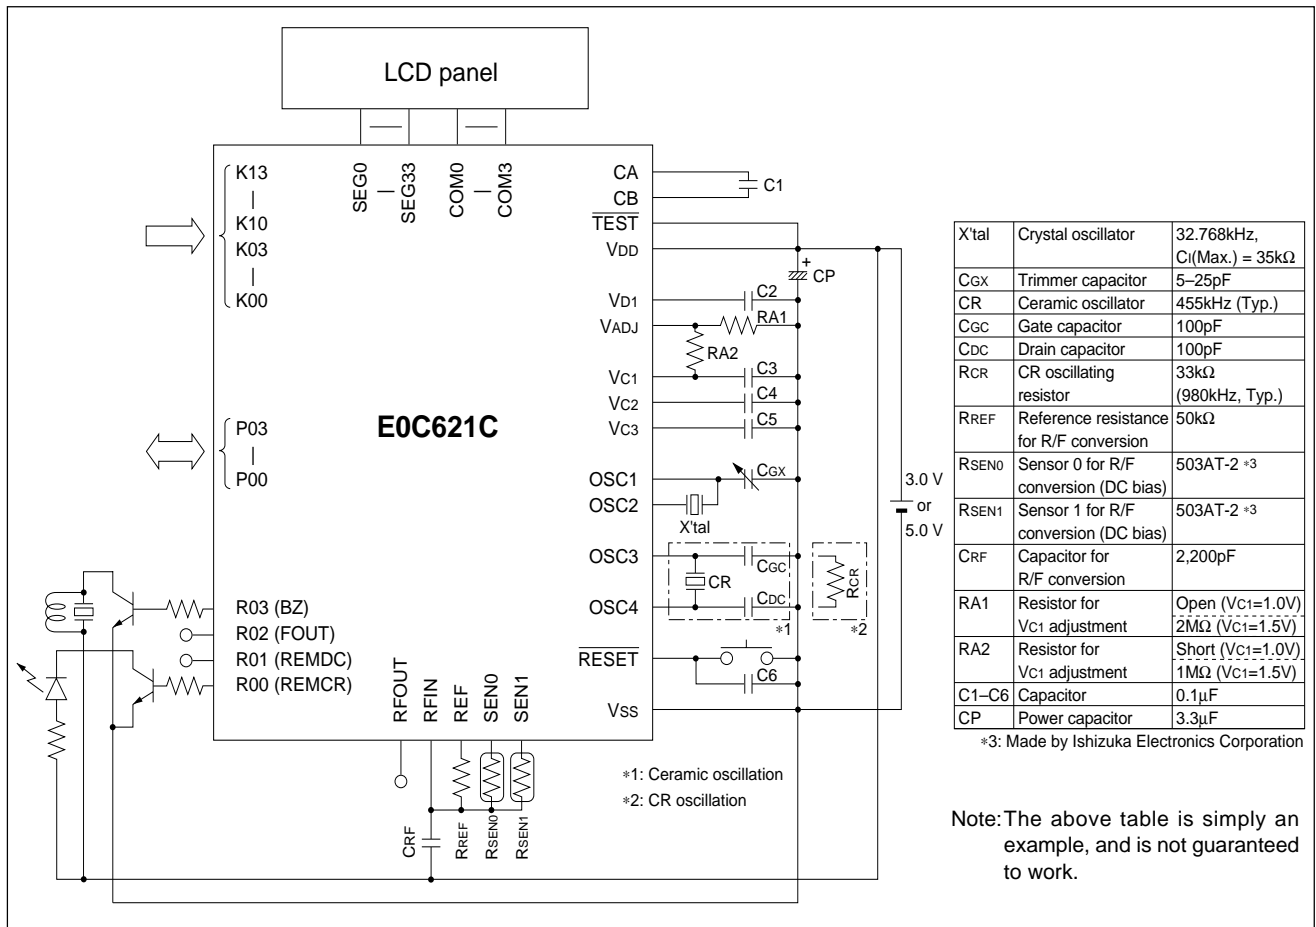 LCD panel
K13
K10
K03
K00
P03
P00
R03 (BZ)
R02 (FOUT)
R01 (REMDC)
R00 (REMCR)
SEG0
SEG33
COM0
COM3
E0C621C
RFOUT
RFIN
REF
SEN0
SEN1
CA
CB
TEST
VDD
VD1
VADJ
VC1
VC2
VC3
OSC1
OSC2
OSC3
OSC4
RESET
VSS
C1
+
CP
C2
RA1
RA2
C3
C4
C5
CGX
X'tal
CGC
CR
CDC
*1
RCR
*2
C6
3.0 V
or
5.0 V
CRF
RREF
RSEN0
RSEN1
*1: Ceramic oscillation
*2: CR oscillation
X'tal Crystal oscillator 32.768kHz,
CI(Max.) = 35kΩ
CGX Trimmer capacitor 5–25pF
CR Ceramic oscillator 455kHz (Typ.)
CGC Gate capacitor 100pF
CDC Drain capacitor 100pF
RCR CR oscillating 33kΩ
resistor (980kHz, Typ.)
RREF Reference resistance 50kΩ
for R/F conversion
RSEN0 Sensor 0 for R/F 503AT-2 *3
conversion (DC bias)
RSEN1 Sensor 1 for R/F 503AT-2 *3
conversion (DC bias)
CRF Capacitor for 2,200pF
R/F conversion
RA1 Resistor for Open (VC1=1.0V)
VC1 adjustment 2MΩ (VC1=1.5V)
RA2 Resistor for Short (VC1=1.0V)
VC1 adjustment 1MΩ (VC1=1.5V)
C1–C6 Capacitor 0.1μF
CP Power capacitor 3.3μF
*3: Made by Ishizuka Electronics Corporation
Note: The above table is simply an
example, and is not guaranteed
to work.